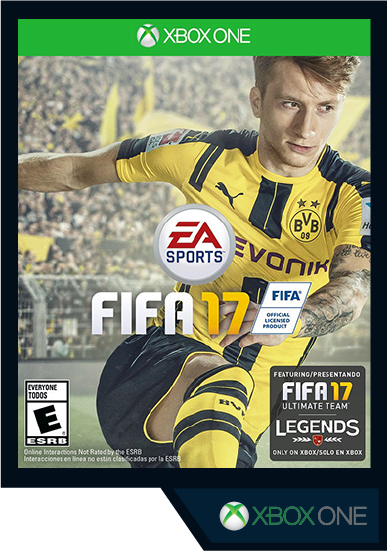 XBOX ONE
BVB
09
EVONIK
EA
SPORTS
FIFA 17
FIFA
OFFICIAL
LICENSED
PRODUCT
FEATURING/PRESENTANDO
FIFA 17
ULTIMATE TEAM
LEGENDS
ONLY ON XBOX/SOLO EN XBOX
EVERYONE
TODOS
E
ESRB
Online Interactions Not Rated by the ESRB
Interacciones en línea no están clasificadas por la ESRB
BVB
XBOX ONE